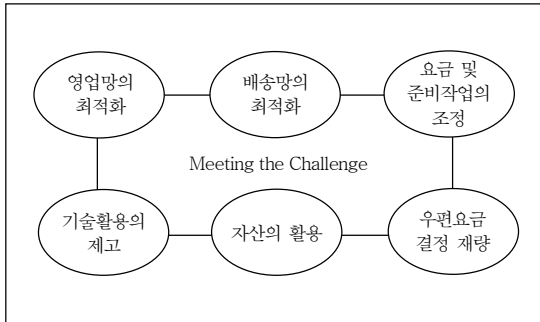 영업망의
최적화
배송망의
최적화
요금 및
준비작업의
조정
Meeting the Challenge
기술활용의
제고
자산의 활용
우편요금
결정 재량